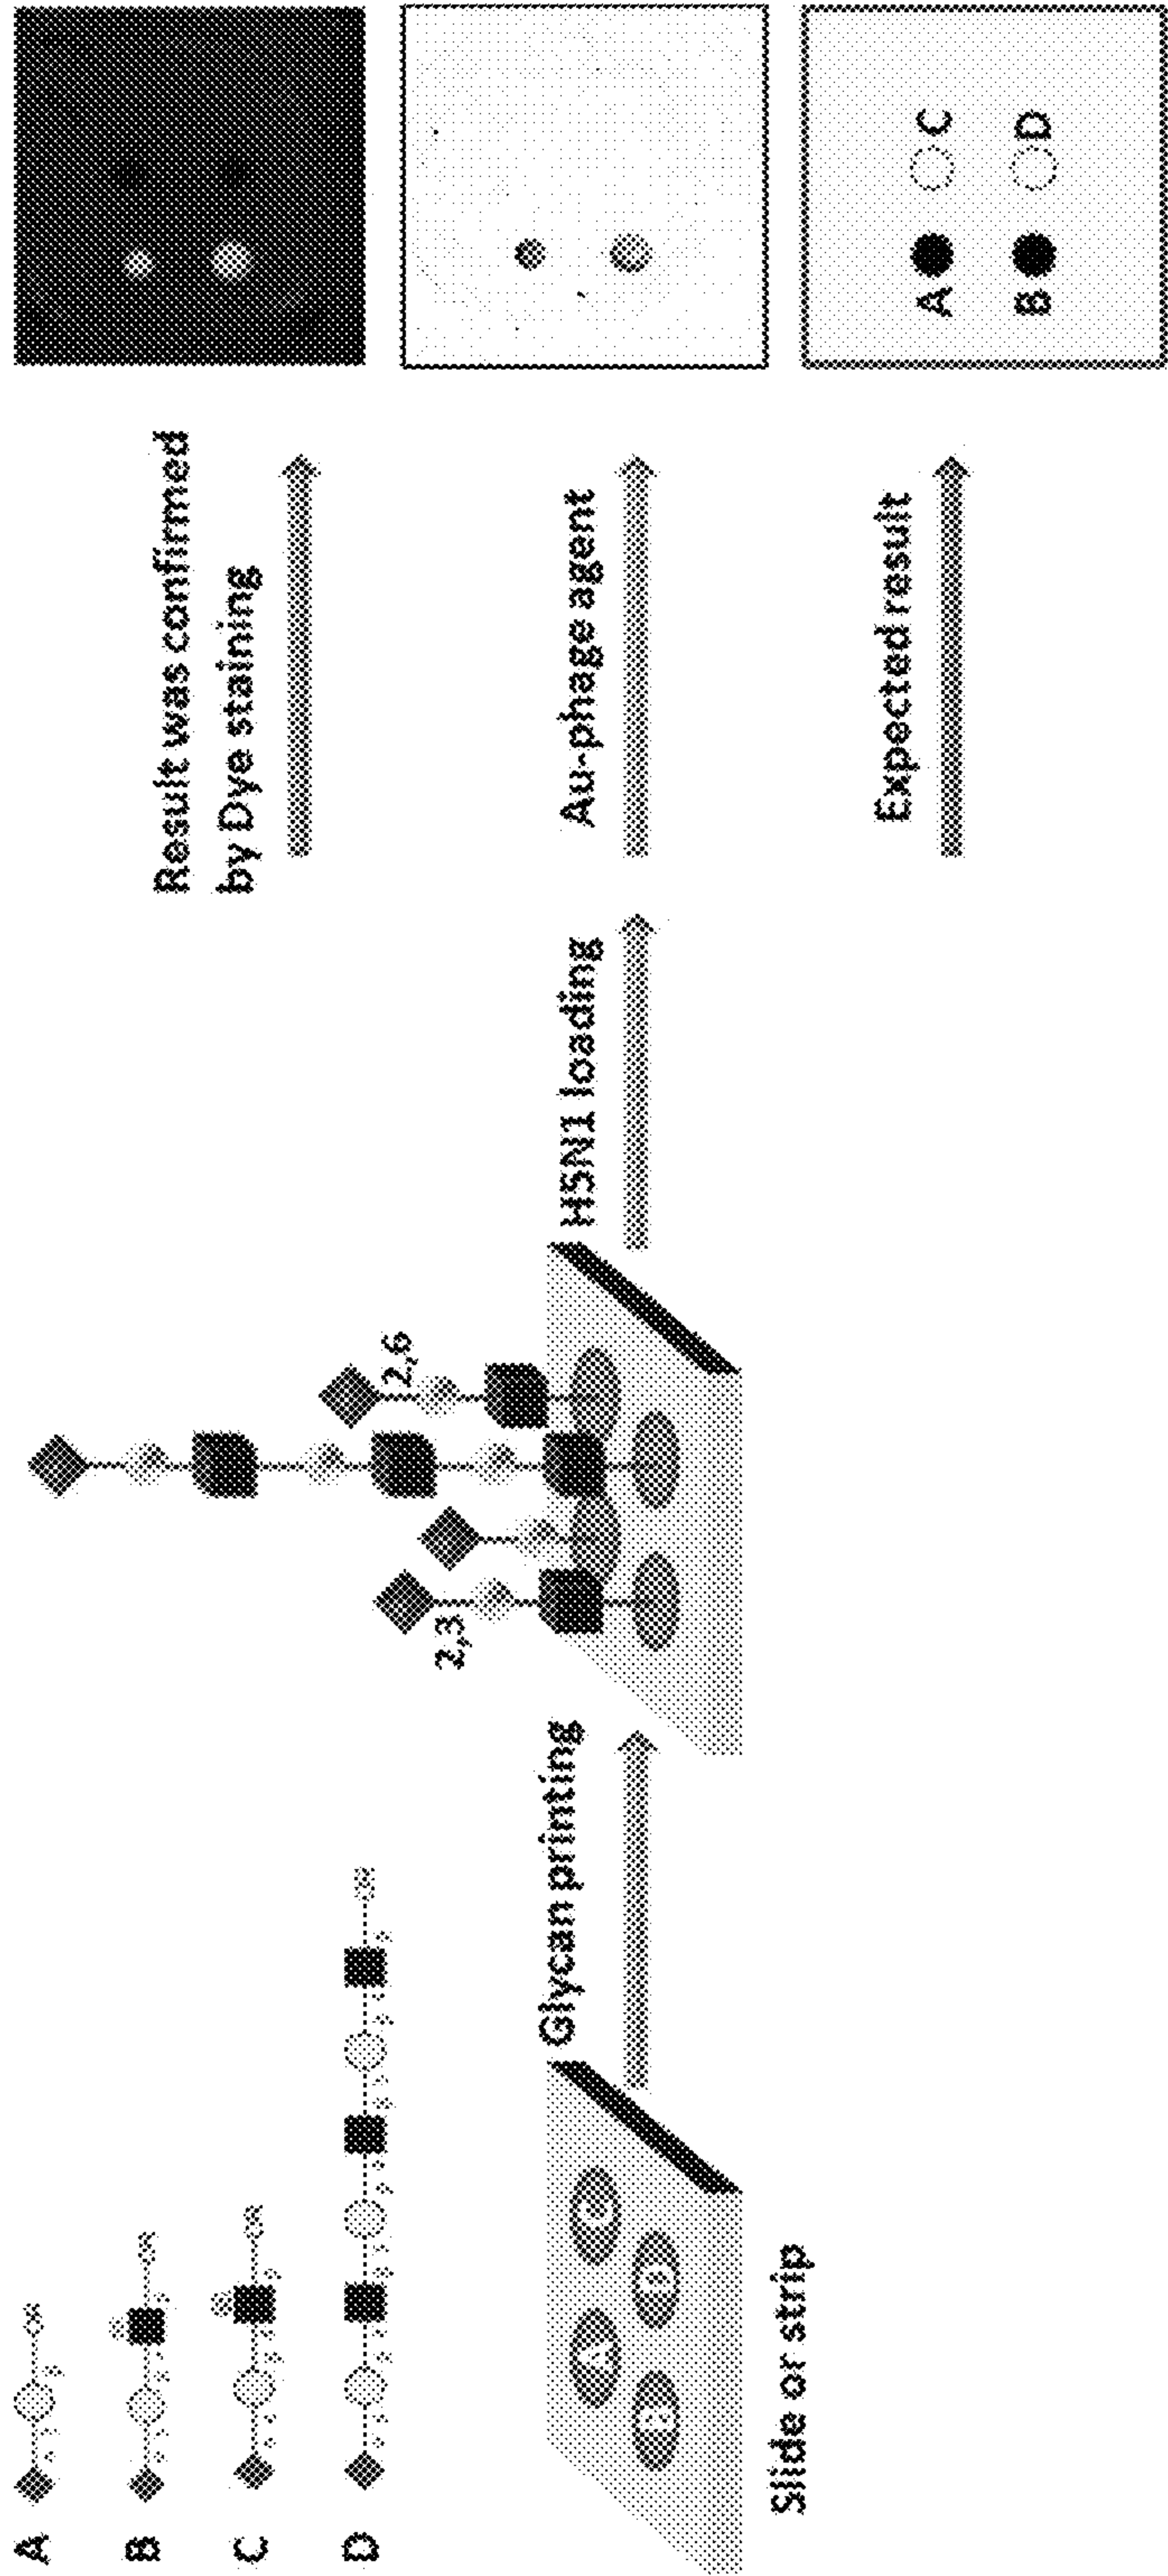 A
B
C
D
Slide or strip
A
B
C
D
Glycan printing
2,3
2,6
H5N1 loading
Result was confirmed
by Dye staining
Au-phage agent
Expected result
A
C
B
D